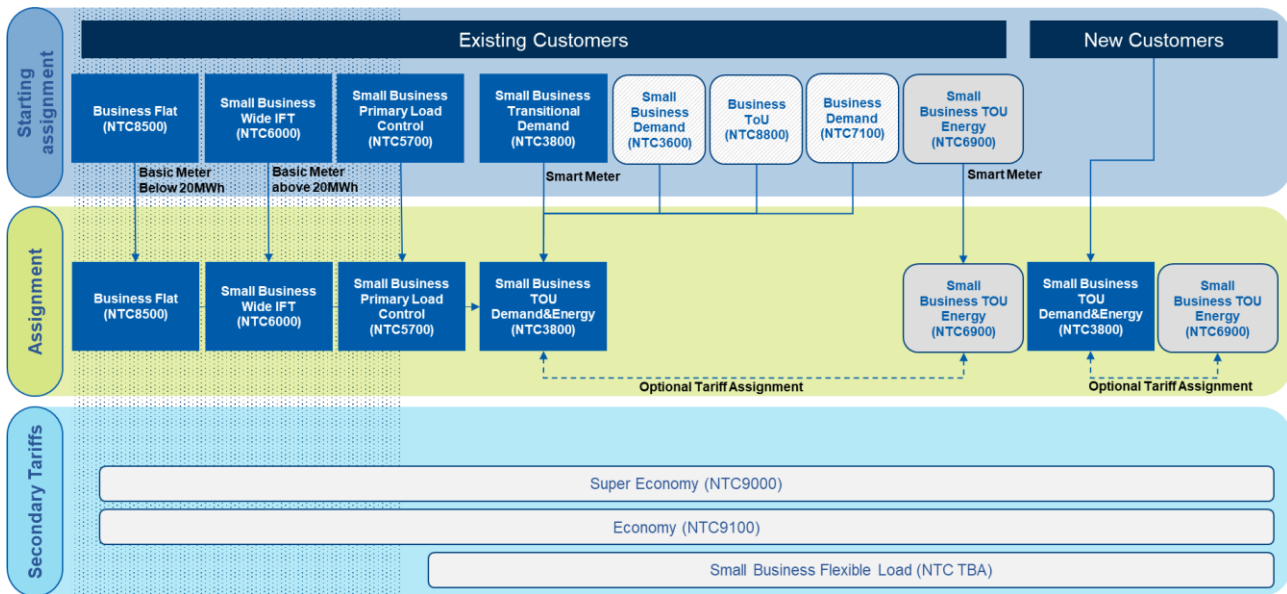 Starting
assignment
Existing Customers
New Customers
Business Flat
(NTC8500)
Small Business
Wide IFT
(NTC6000)
Small Business
Primary Load
Control
(NTC5700)
Small Business
Transitional
Demand
(NTC3800)
Small
Business
Demand
(NTC3600)
Business
ToU
(NTC8800)
Business
Demand
(NTC7100)
Small
Business TOU
Energy
(NTC6900)
Basic Meter
Below 20MWh
Basic Meter
above 20MWh
Smart Meter
Smart Meter
Assignment
Business Flat
(NTC8500)
Small Business
Wide IFT
(NTC6000)
Small Business
Primary Load
Control
(NTC5700)
Small Business
TOU
Demand&Energy
(NTC3800)
Small
Business TOU
Energy
(NTC6900)
Small Business
TOU
Demand&Energy
(NTC3800)
Small
Business TOU
Energy
(NTC6900)
Optional Tariff Assignment
Optional Tariff Assignment
Secondary Tariffs
Super Economy (NTC9000)
Economy (NTC9100)
Small Business Flexible Load (NTC TBA)